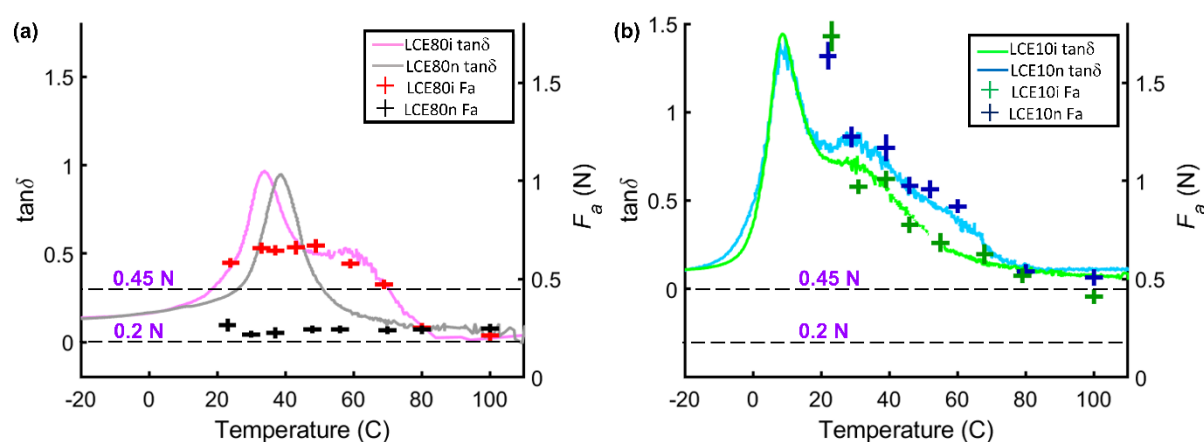 (a)
LCE80i tanδ
LCE80n tanδ
LCE80i Fa
LCE80n Fa
1.5
1
0.5
0
tanδ
0.45 N
0.2 N
1.5
1
0.5
0
Fa (N)
-20 0 20 40 60 80 100
Temperature (C)
(b)
LCE10i tanδ
LCE10n tanδ
LCE10i Fa
LCE10n Fa
1.5
1
0.5
0
tanδ
0.45 N
0.2 N
1.5
1
0.5
0
Fa (N)
-20 0 20 40 60 80 100
Temperature (C)